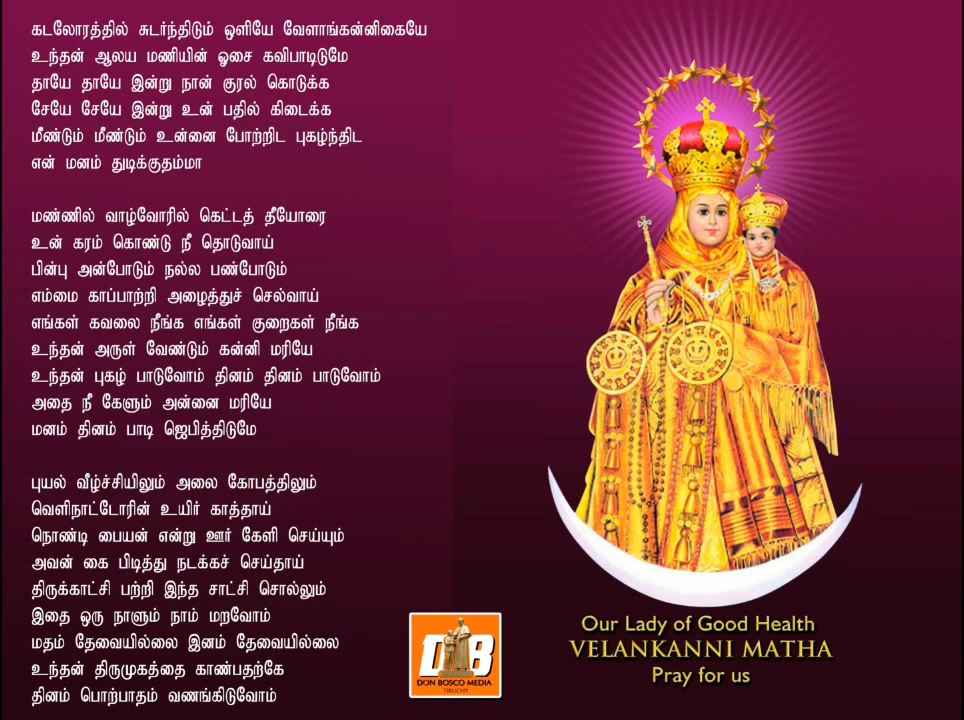 கடலோரத்தில் சுடர்ந்திடும் ஒளியே வேளாங்கன்னிகையே
உந்தன் ஆலய மணியின் ஓசை கவிபாடிடுமே
தாயே தாயே இன்று நான் குரல் கொடுக்க
சேயே சேயே இன்று உன் பதில் கிடைக்க
மீண்டும் மீண்டும் உன்னை போற்றிட புகழ்ந்திட
என் மனம் துடிக்குதம்மா
மண்ணில் வாழ்வோரில் கெட்டத் தீயோரை
உன் கரம் கொண்டு நீ தொடுவாய்
பின்பு அன்போடும் நல்ல பண்போடும்
எம்மை காப்பாற்றி அழைத்துச் செல்வாய்
எங்கள் கவலை நீங்க எங்கள் குறைகள் நீங்க
உந்தன் அருள் வேண்டும் கன்னி மரியே
உந்தன் புகழ் பாடுவோம் தினம் தினம் பாடுவோம்
அதை நீ கேளும் அன்னை மரியே
மனம் தினம் பாடி ஜெபித்திடுமே
புயல் வீழ்ச்சியிலும் அலை கோபத்திலும்
வெளிநாட்டோரின் உயிர் காத்தாய்
நொண்டி பையன் என்று ஊர் கேளி செய்யும்
அவன் கை பிடித்து நடக்கச் செய்தாய்
திருக்காட்சி பற்றி இந்த சாட்சி சொல்லும்
இதை ஒரு நாளும் நாம் மறவோம்
மதம் தேவையில்லை இனம் தேவையில்லை
உந்தன் திருமுகத்தை காண்பதற்கே
தினம் பொற்பாதம் வணங்கிடுவோம்
DB
DON BOSCO MEDIA
TIRUCHY
Our Lady of Good Health
VELANKANNI MATHA
Pray for us